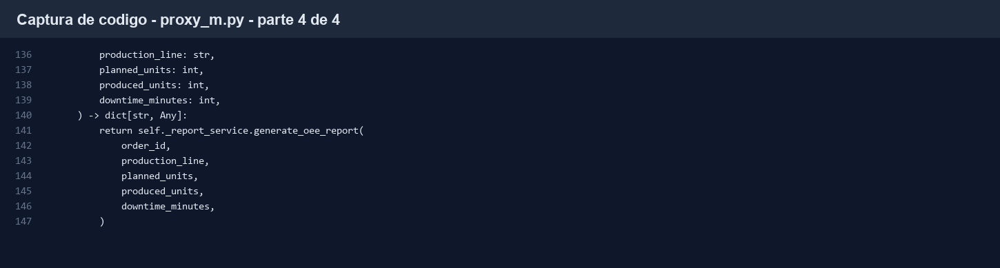 Captura de codigo - proxy_m.py - parte 4 de 4
136            production_line: str,
137            planned_units: int,
138            produced_units: int,
139            downtime_minutes: int,
140        ) -> dict[str, Any]:
141            return self._report_service.generate_oee_report(
142                order_id,
143                production_line,
144                planned_units,
145                produced_units,
146                downtime_minutes,
147            )